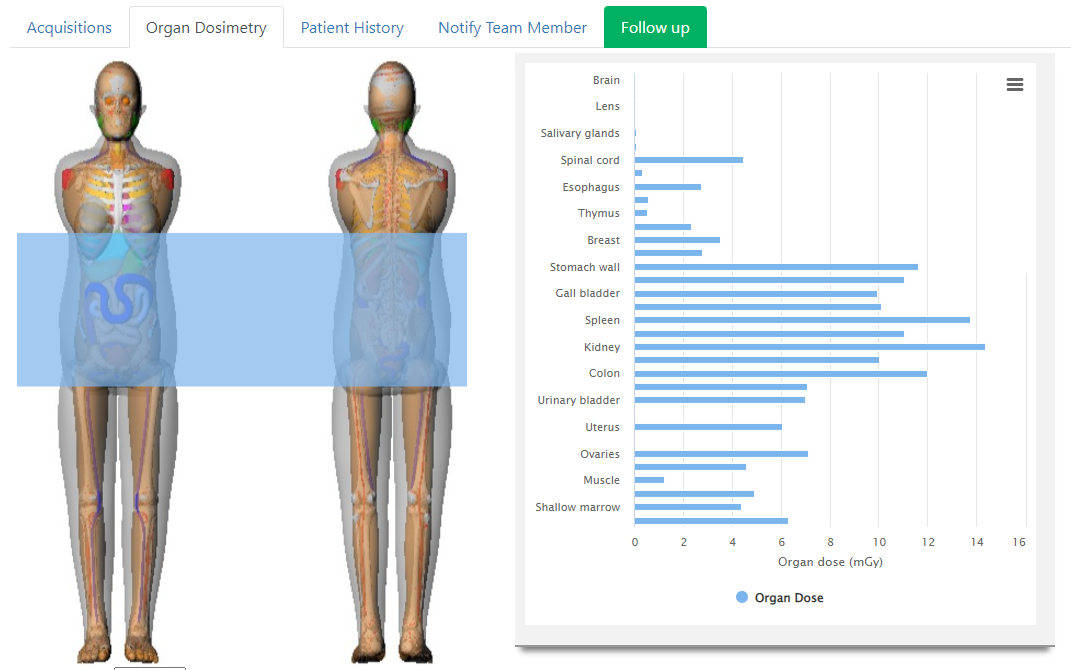 Acquisitions
Organ Dosimetry
Patient History
Notify Team Member
Follow up
Brain
Lens
Salivary glands
Spinal cord
Esophagus
Thymus
Breast
Stomach wall
Gall bladder
Spleen
Kidney
Colon
Urinary bladder
Uterus
Ovaries
Muscle
Shallow marrow
0 2 4 6 8 10 12 14 16
Organ dose (mGy)
Organ Dose